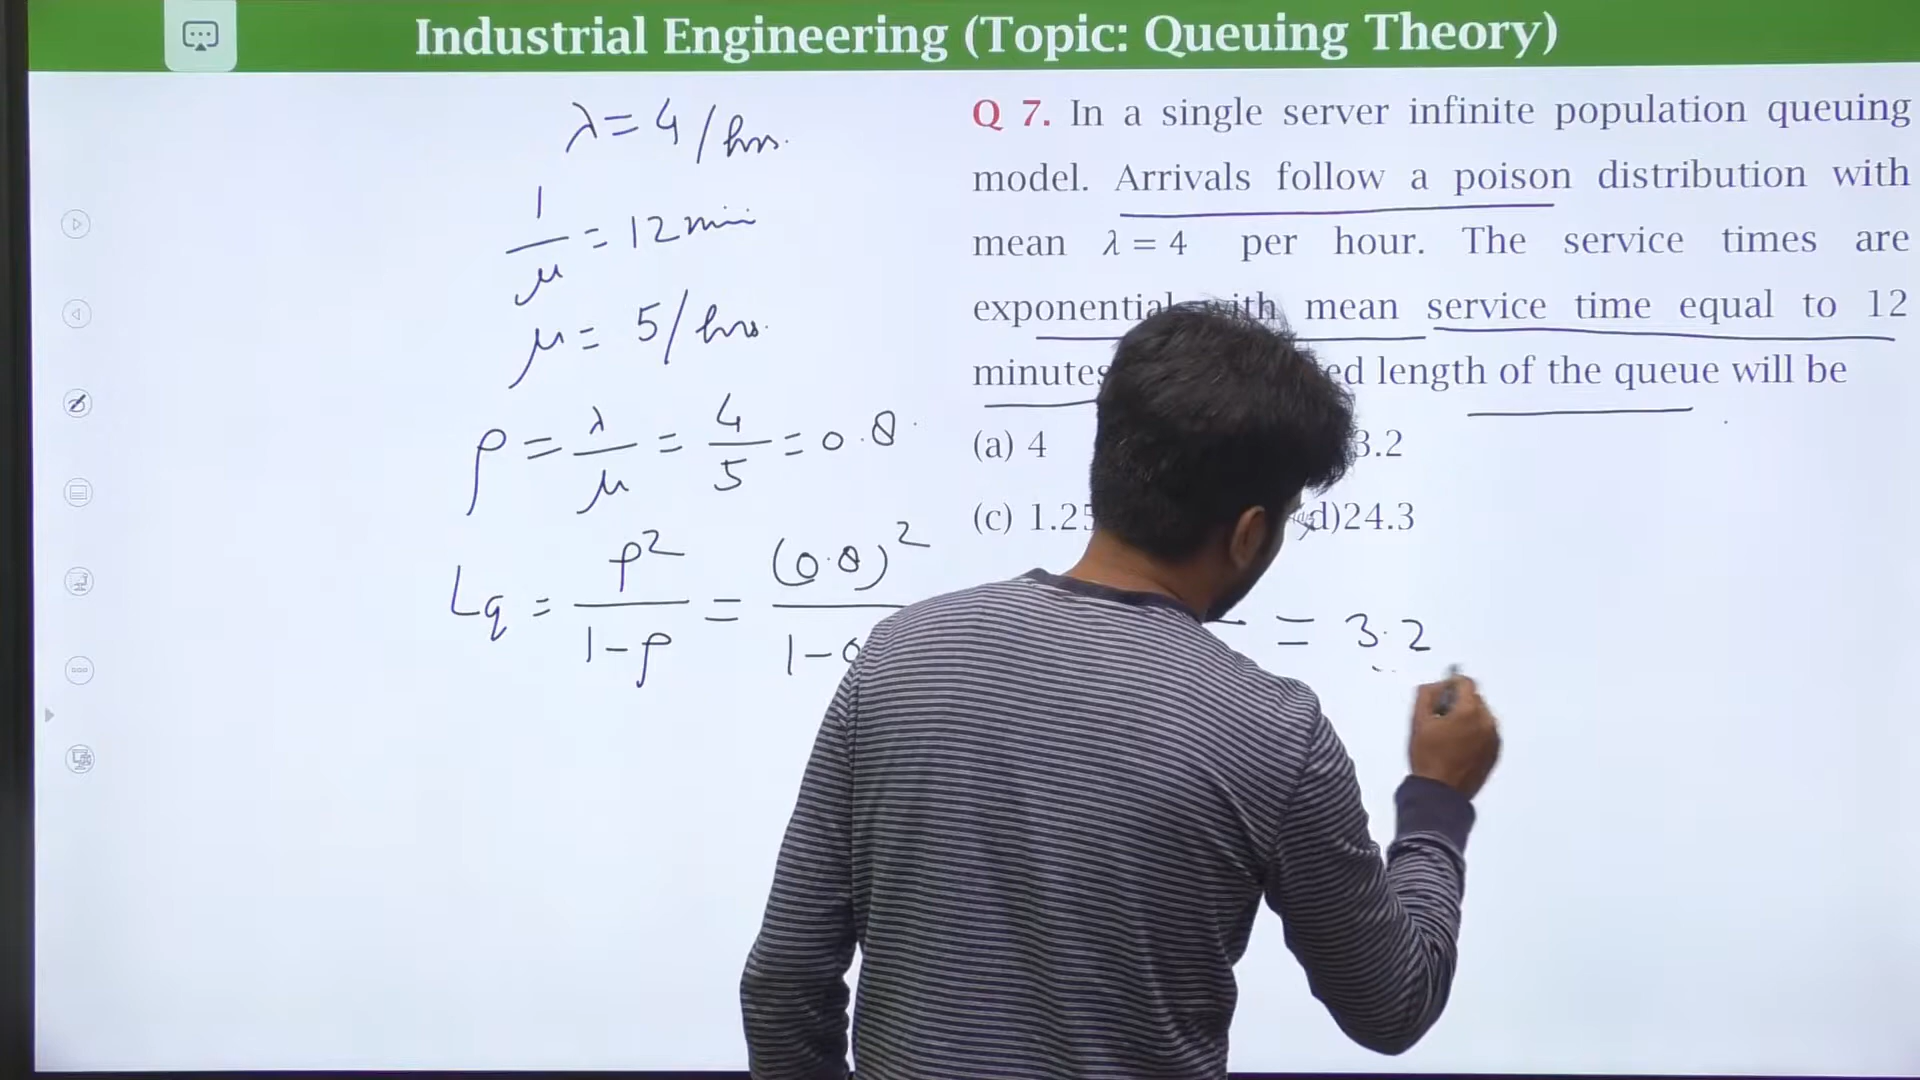 Industrial Engineering (Topic: Queuing Theory)
λ = 4 / hrs.
1/μ = 12 min
μ = 5 / hrs.
ρ = λ/μ = 4/5 = 0.8
Lq = ρ²/1-ρ = (0.8)²/1-0
= 3.2
Q 7. In a single server infinite population queuing
model. Arrivals follow a poison distribution with
mean λ = 4 per hour. The service times are
exponential with mean service time equal to 12
minutes length of the queue will be
(a) 4 3.2
(c) 1.25 (d)24.3